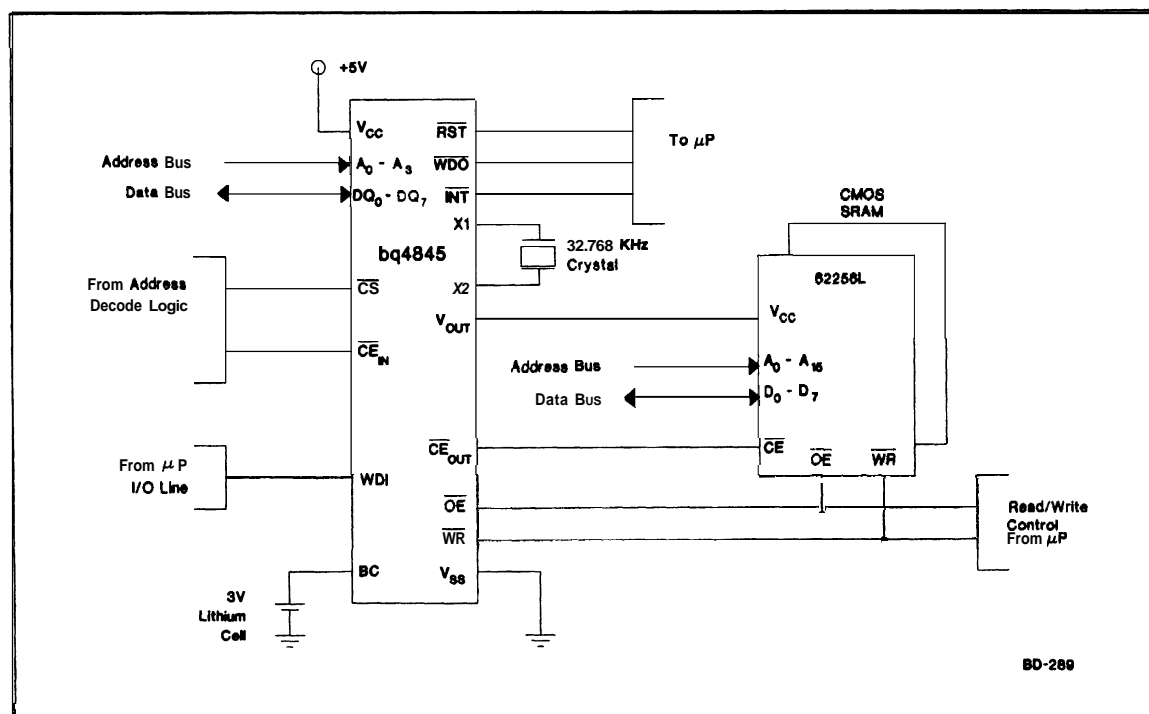 +5V
VCC
RST
To µP
Address Bus
A0 - A3
WDO
Data Bus
DQ0 - DQ7
INT
CMOS
SRAM
X1
bq4845
32.768 KHz
Crystal
62256L
From Address
Decode Logic
CS
X2
VOUT
VCC
CEIN
Address Bus
A0 - A15
Data Bus
D0 - D7
CEOUT
CE
OE
WR
From µP
I/O Line
WDI
OE
Read/Write
Control
From µP
WR
BC
VSS
3V
Lithium
Cell
BD-289